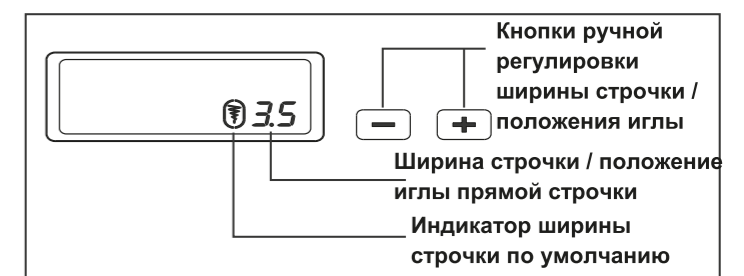 Кнопки ручной
регулировки
ширины строчки /
положения иглы
3.5
− +
Ширина строчки / положение
иглы прямой строчки
Индикатор ширины
строчки по умолчанию